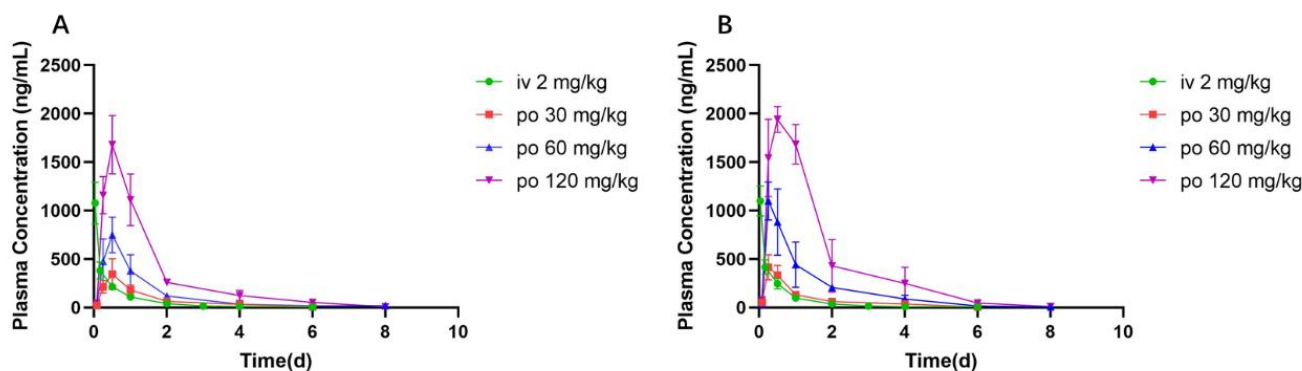 A
Plasma Concentration (ng/mL)
2500
2000
1500
1000
500
0
0 2 4 6 8 10
Time(d)
iv 2 mg/kg
po 30 mg/kg
po 60 mg/kg
po 120 mg/kg
B
Plasma Concentration (ng/mL)
2500
2000
1500
1000
500
0
0 2 4 6 8 10
Time(d)
iv 2 mg/kg
po 30 mg/kg
po 60 mg/kg
po 120 mg/kg